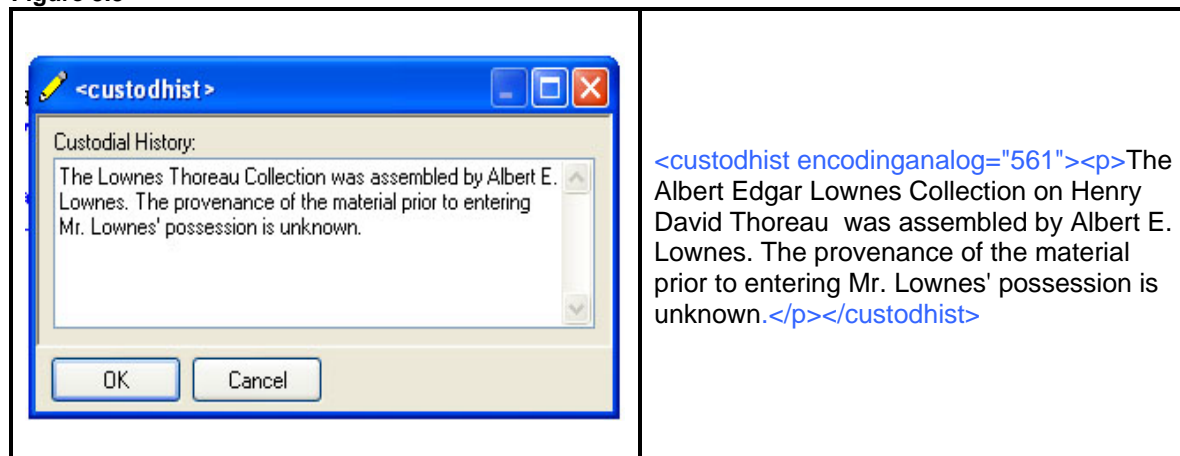 <custodhist>
Custodial History:
The Lownes Thoreau Collection was assembled by Albert E.
Lownes. The provenance of the material prior to entering
Mr. Lownes' possession is unknown.
OK
Cancel
<custodhist encodinganalog="561"><p>The
Albert Edgar Lownes Collection on Henry
David Thoreau  was assembled by Albert E.
Lownes. The provenance of the material
prior to entering Mr. Lownes' possession is
unknown.</p></custodhist>